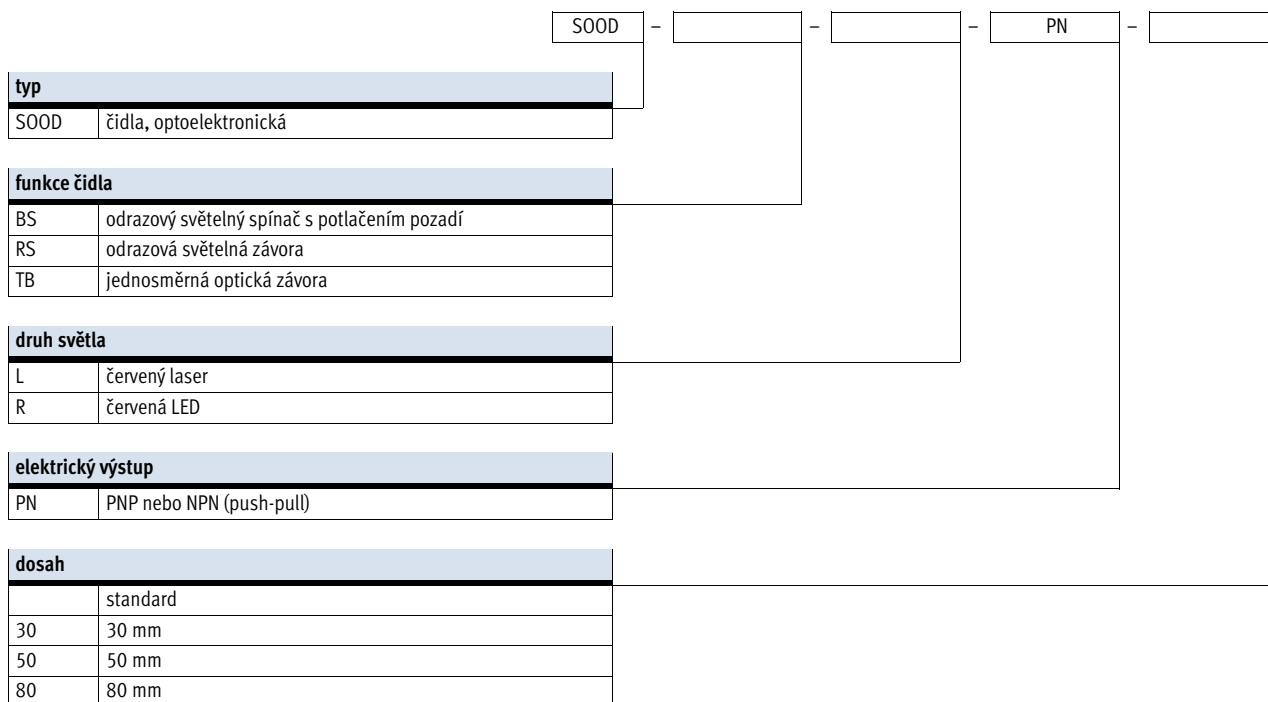 SOOD – – – PN –
typ
SOOD čidla, optoelektronická
funkce čidla
BS odrazový světelný spínač s potlačením pozadí
RS odrazová světelná závora
TB jednosměrná optická závora
druh světla
L červený laser
R červená LED
elektrický výstup
PN PNP nebo NPN (push-pull)
dosah
standard
30 30 mm
50 50 mm
80 80 mm